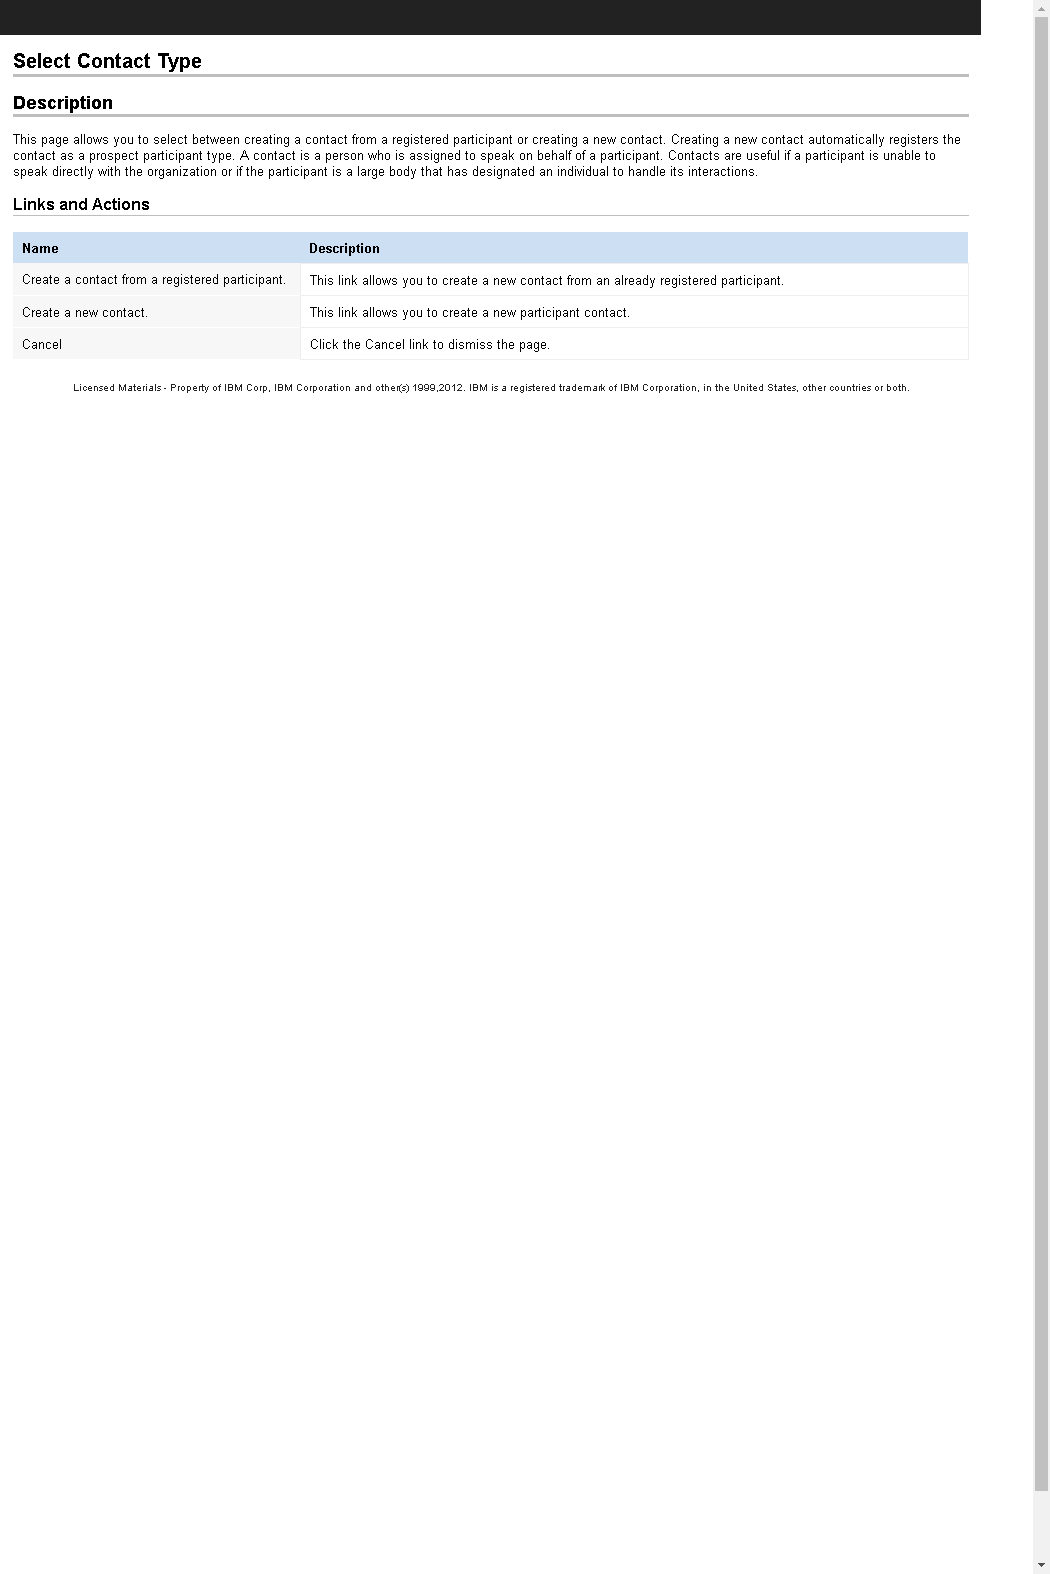 Select Contact Type
Description
This page allows you to select between creating a contact from a registered participant or creating a new contact. Creating a new contact automatically registers the
contact as a prospect participant type. A contact is a person who is assigned to speak on behalf of a participant. Contacts are useful if a participant is unable to
speak directly with the organization or if the participant is a large body that has designated an individual to handle its interactions.
Links and Actions
Name Description
Create a contact from a registered participant. This link allows you to create a new contact from an already registered participant.
Create a new contact. This link allows you to create a new participant contact.
Cancel Click the Cancel link to dismiss the page.
Licensed Materials - Property of IBM Corp, IBM Corporation and other(s) 1999,2012. IBM is a registered trademark of IBM Corporation, in the United States, other countries or both.